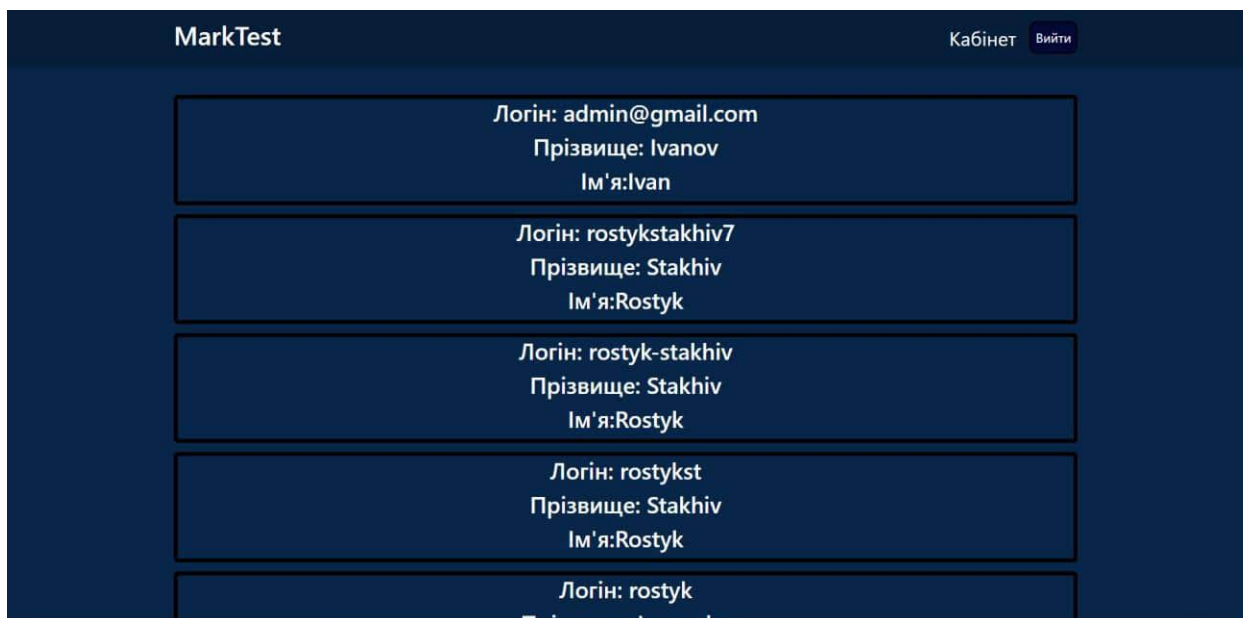 MarkTest
Кабінет Вийти
Логін: admin@gmail.com
Прізвище: Ivanov
Ім'я:Ivan
Логін: rostykstakhiv7
Прізвище: Stakhiv
Ім'я:Rostyk
Логін: rostyk-stakhiv
Прізвище: Stakhiv
Ім'я:Rostyk
Логін: rostykst
Прізвище: Stakhiv
Ім'я:Rostyk
Логін: rostyk